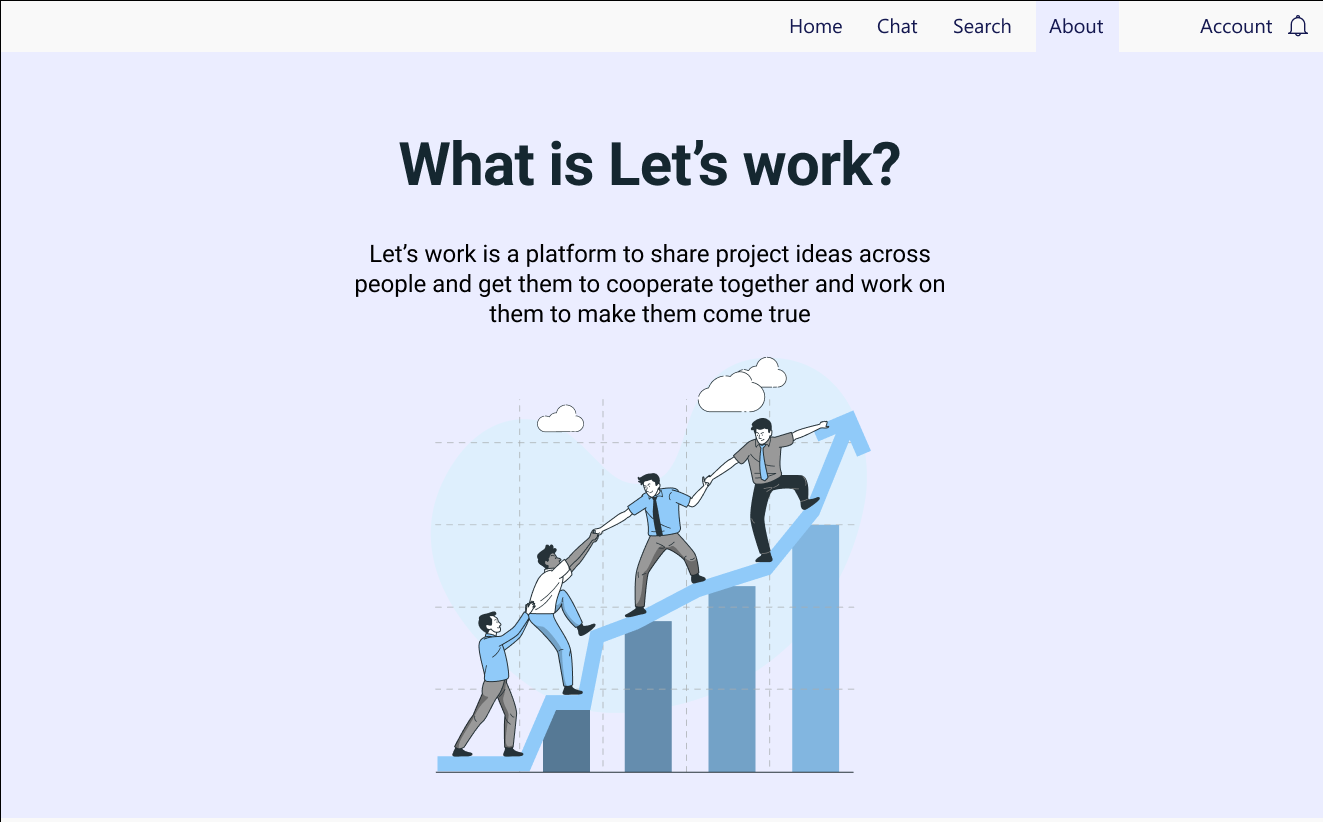 Home Chat Search About Account
What is Let’s work?
Let’s work is a platform to share project ideas across
people and get them to cooperate together and work on
them to make them come true